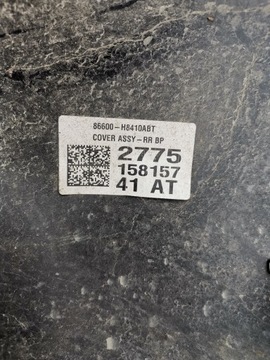 86600-H8410ABT
COVER ASSY-RR BP
2775
158157
41 AT